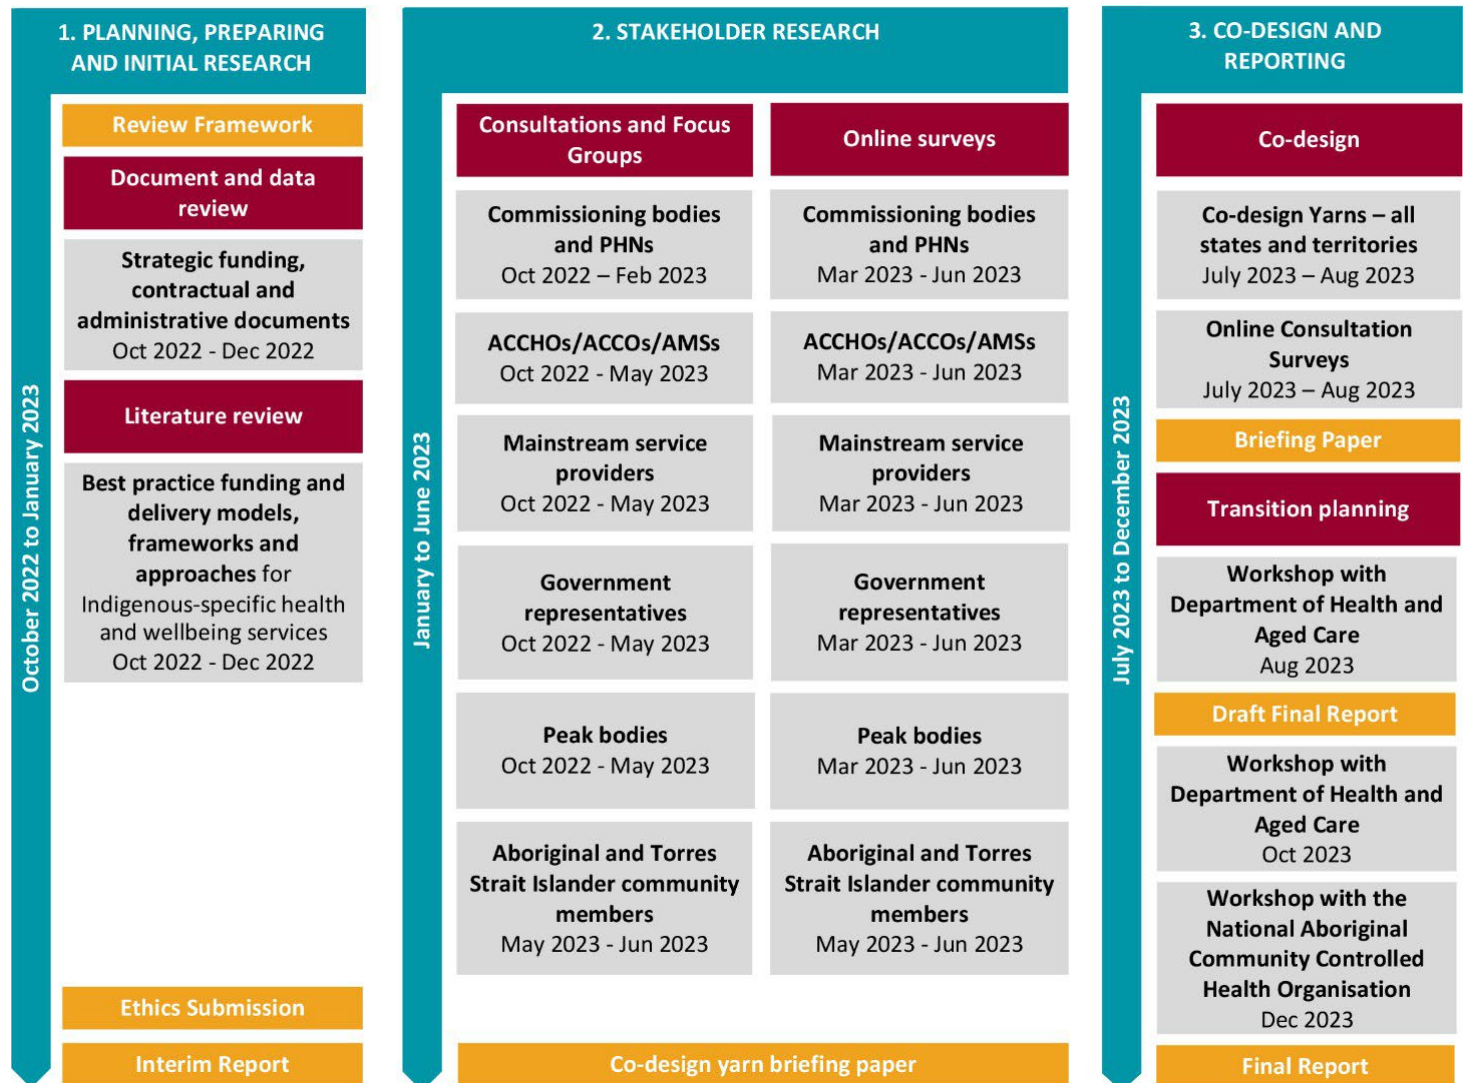 1. PLANNING, PREPARING
AND INITIAL RESEARCH
October 2022 to January 2023
Review Framework
Document and data
review
Strategic funding,
contractual and
administrative documents
Oct 2022 - Dec 2022
Literature review
Best practice funding and
delivery models,
frameworks and
approaches for
Indigenous-specific health
and wellbeing services
Oct 2022 - Dec 2022
Ethics Submission
Interim Report
2. STAKEHOLDER RESEARCH
January to June 2023
Consultations and Focus
Groups
Commissioning bodies
and PHNs
Oct 2022 – Feb 2023
ACCHOs/ACCOs/AMSs
Oct 2022 - May 2023
Mainstream service
providers
Oct 2022 - May 2023
Government
representatives
Oct 2022 - May 2023
Peak bodies
Oct 2022 - May 2023
Aboriginal and Torres
Strait Islander community
members
May 2023 - Jun 2023
Online surveys
Commissioning bodies
and PHNs
Mar 2023 - Jun 2023
ACCHOs/ACCOs/AMSs
Mar 2023 - Jun 2023
Mainstream service
providers
Mar 2023 - Jun 2023
Government
representatives
Mar 2023 - Jun 2023
Peak bodies
Mar 2023 - Jun 2023
Aboriginal and Torres
Strait Islander community
members
May 2023 - Jun 2023
Co-design yarn briefing paper
3. CO-DESIGN AND
REPORTING
July 2023 to December 2023
Co-design
Co-design Yarns – all
states and territories
July 2023 – Aug 2023
Online Consultation
Surveys
July 2023 – Aug 2023
Briefing Paper
Transition planning
Workshop with
Department of Health and
Aged Care
Aug 2023
Draft Final Report
Workshop with
Department of Health and
Aged Care
Oct 2023
Workshop with the
National Aboriginal
Community Controlled
Health Organisation
Dec 2023
Final Report